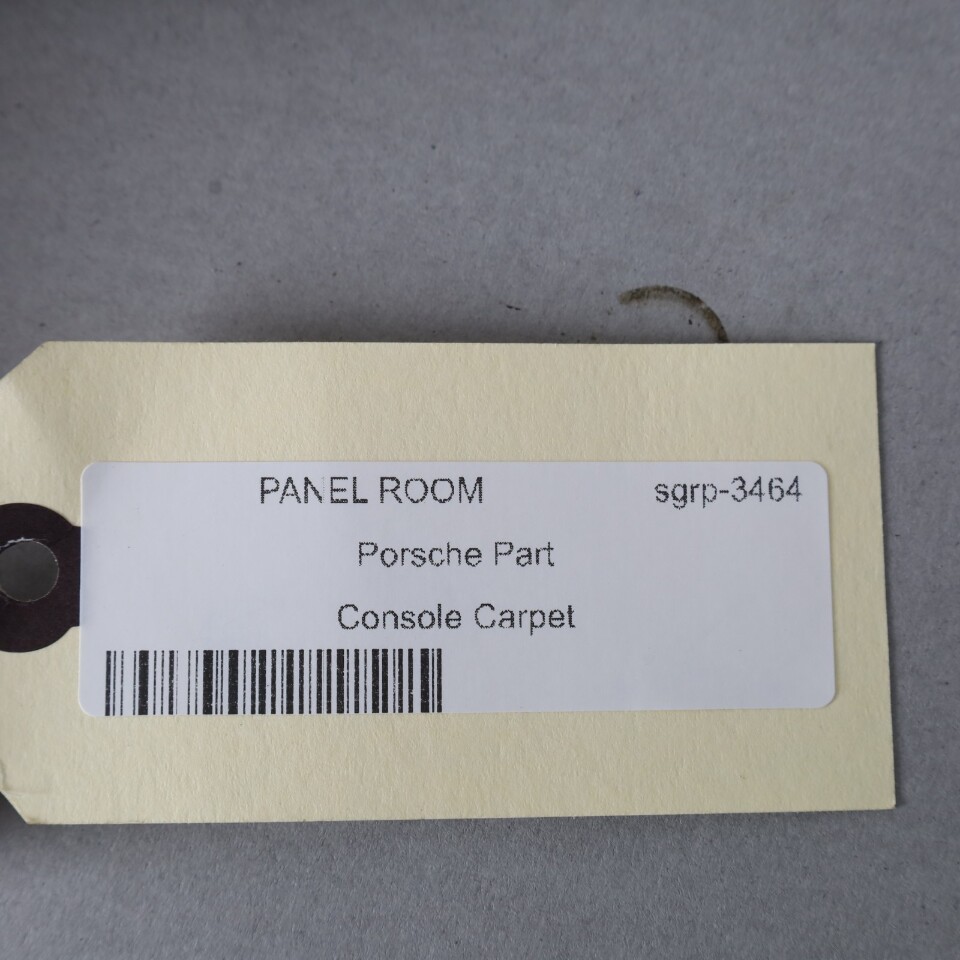 PANEL ROOM sgrp-3464
Porsche Part
Console Carpet